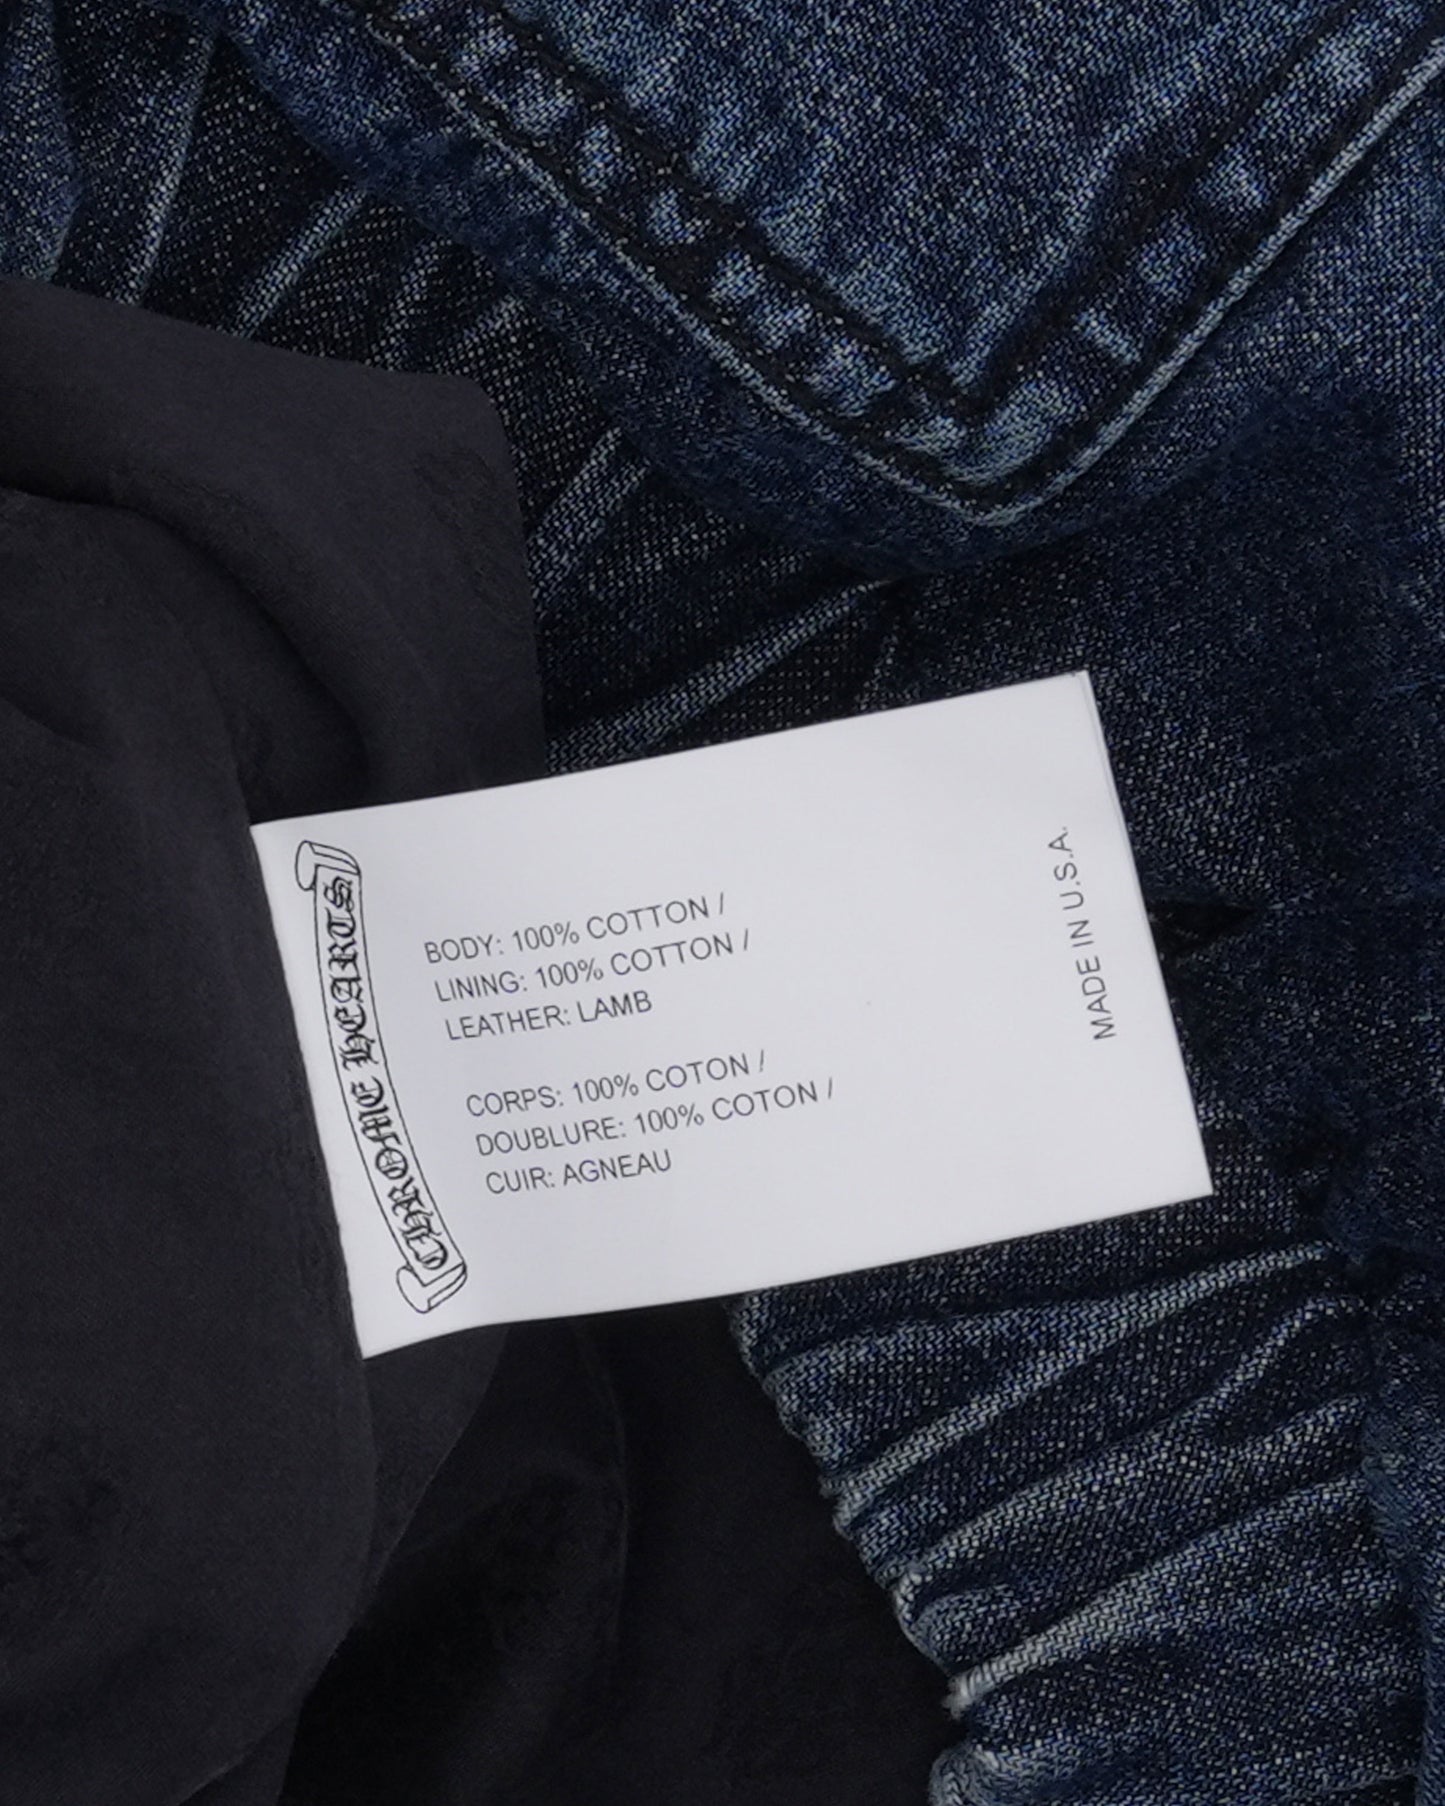 CHROME HEARTS
BODY: 100% COTTON /
LINING: 100% COTTON /
LEATHER: LAMB
CORPS: 100% COTON /
DOUBLURE: 100% COTON /
CUIR: AGNEAU
MADE IN U.S.A.